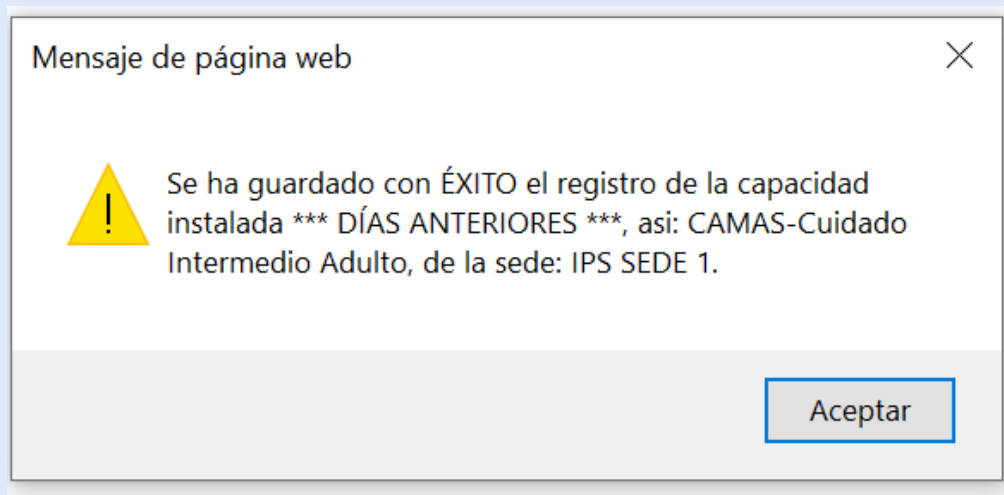 Mensaje de página web
Se ha guardado con ÉXITO el registro de la capacidad
instalada *** DÍAS ANTERIORES ***, asi: CAMAS-Cuidado
Intermedio Adulto, de la sede: IPS SEDE 1.
Aceptar